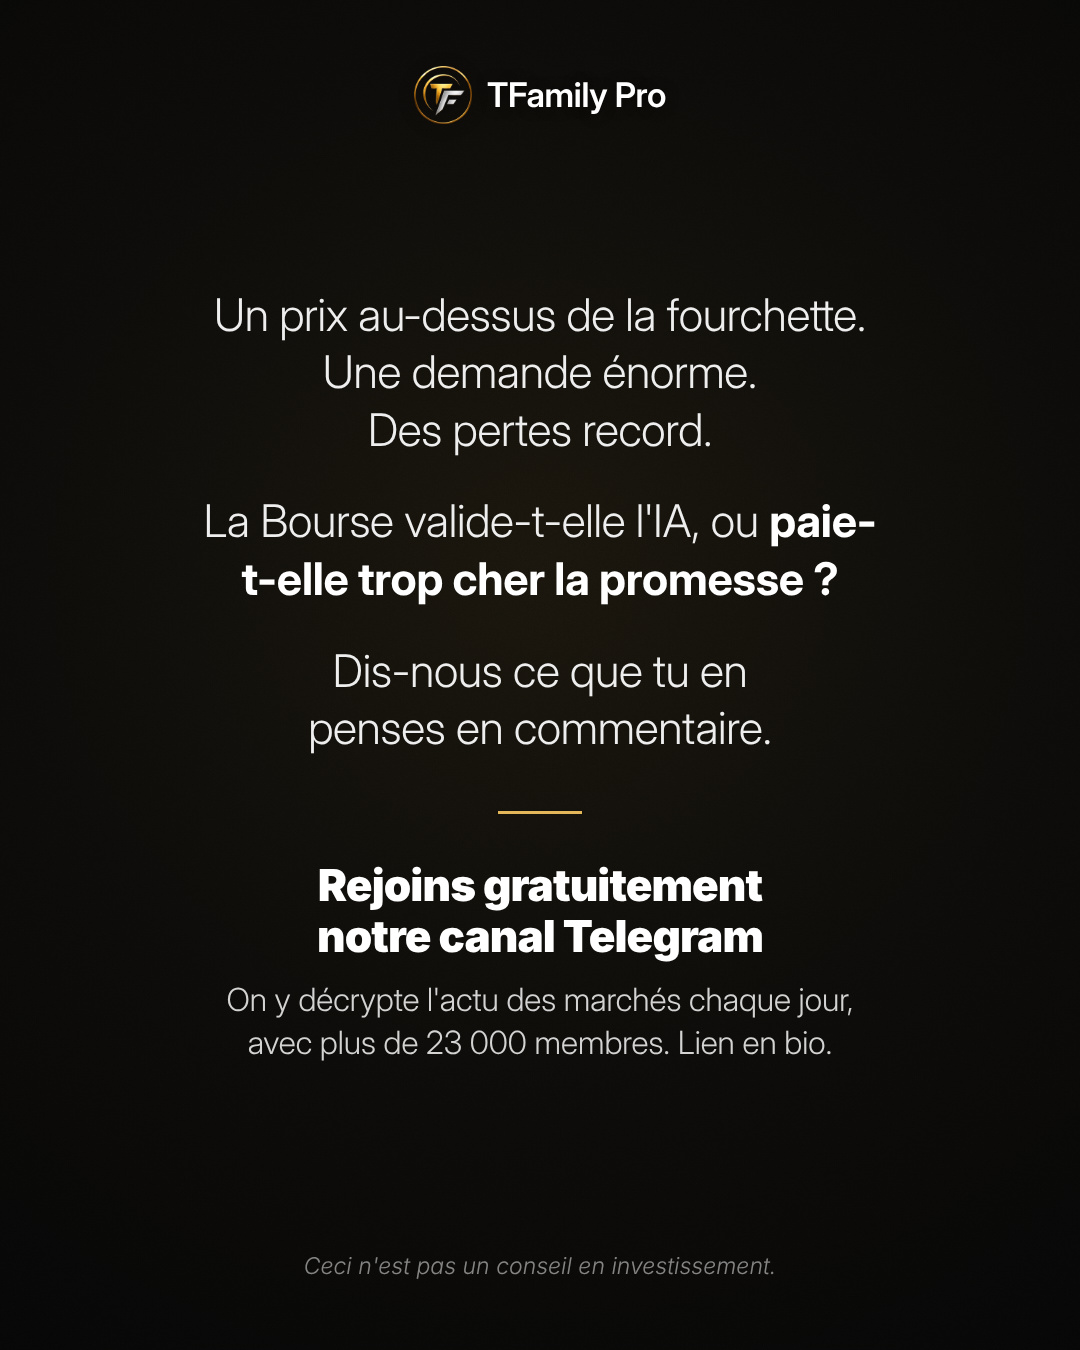 TF TFamily Pro
Un prix au-dessus de la fourchette.
Une demande énorme.
Des pertes record.
La Bourse valide-t-elle l'IA, ou paie-
t-elle trop cher la promesse ?
Dis-nous ce que tu en
penses en commentaire.
Rejoins gratuitement
notre canal Telegram
On y décrypte l'actu des marchés chaque jour,
avec plus de 23 000 membres. Lien en bio.
Ceci n'est pas un conseil en investissement.